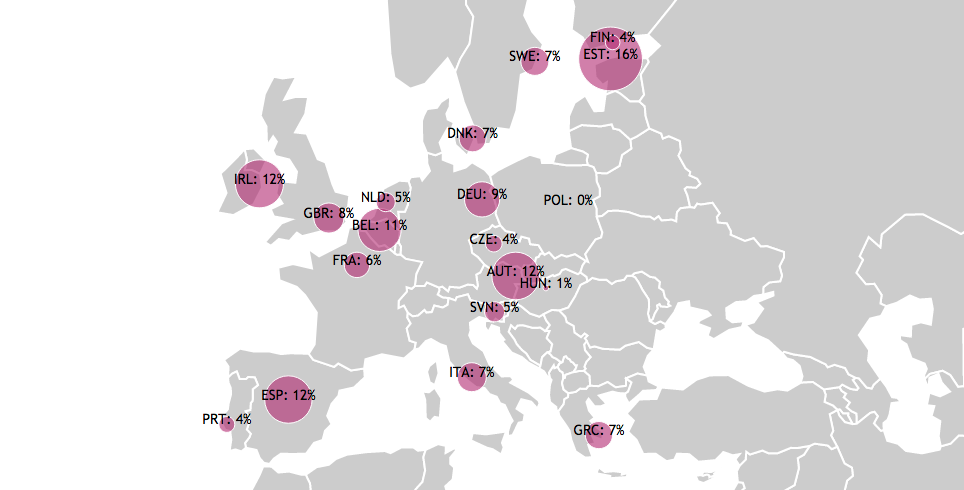 FIN: 4%
EST: 16%
SWE: 7%
DNK: 7%
IRL: 12%
NLD: 5%
DEU: 9%
POL: 0%
GBR: 8%
BEL: 11%
CZE: 4%
FRA: 6%
AUT: 12%
HUN: 1%
SVN: 5%
ITA: 7%
ESP: 12%
PRT: 4%
GRC: 7%